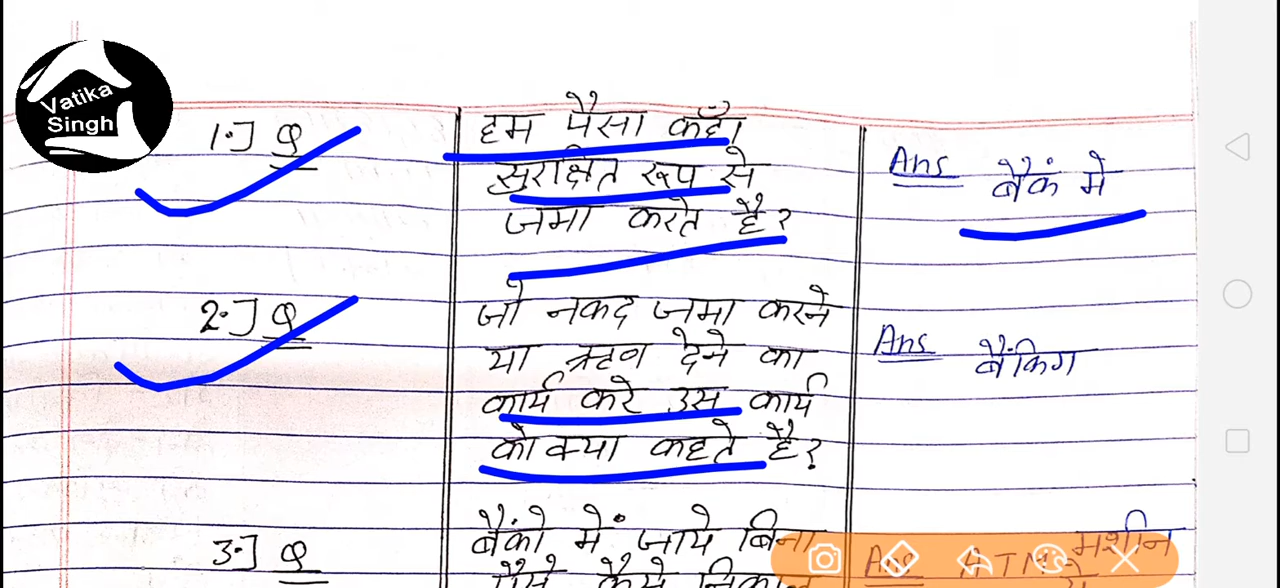 Vatika
Singh
1.] Q
हम पैसा कहाँ
सुरक्षित रूप से
जमा करते है?
Ans बैंकं मे
2.] Q
जो नकद जमा करने
या ऋण देने का
कार्य करे उस कार्य
को क्या कहते है?
Ans बैंकिग
3.] Q
बैंको में जाये बिना
Ans ATM मशीन